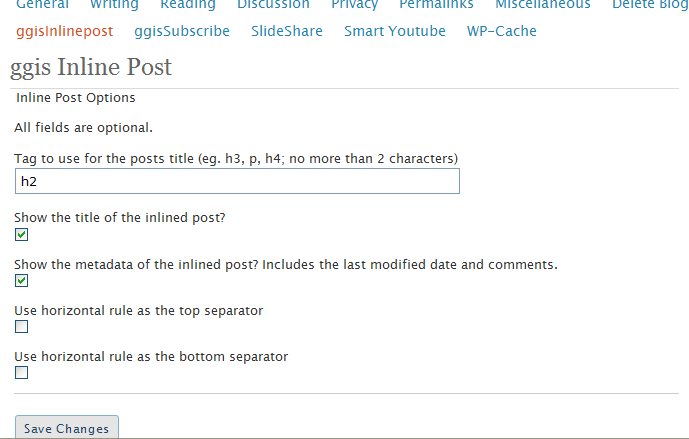 General Writing Reading Discussion Privacy Permalinks Miscellaneous Delete Blog
ggisInlinepost ggisSubscribe SlideShare Smart Youtube WP-Cache
ggis Inline Post
Inline Post Options
All fields are optional.
Tag to use for the posts title (eg. h3, p, h4; no more than 2 characters)
h2
Show the title of the inlined post?
Show the metadata of the inlined post? Includes the last modified date and comments.
Use horizontal rule as the top separator
Use horizontal rule as the bottom separator
Save Changes